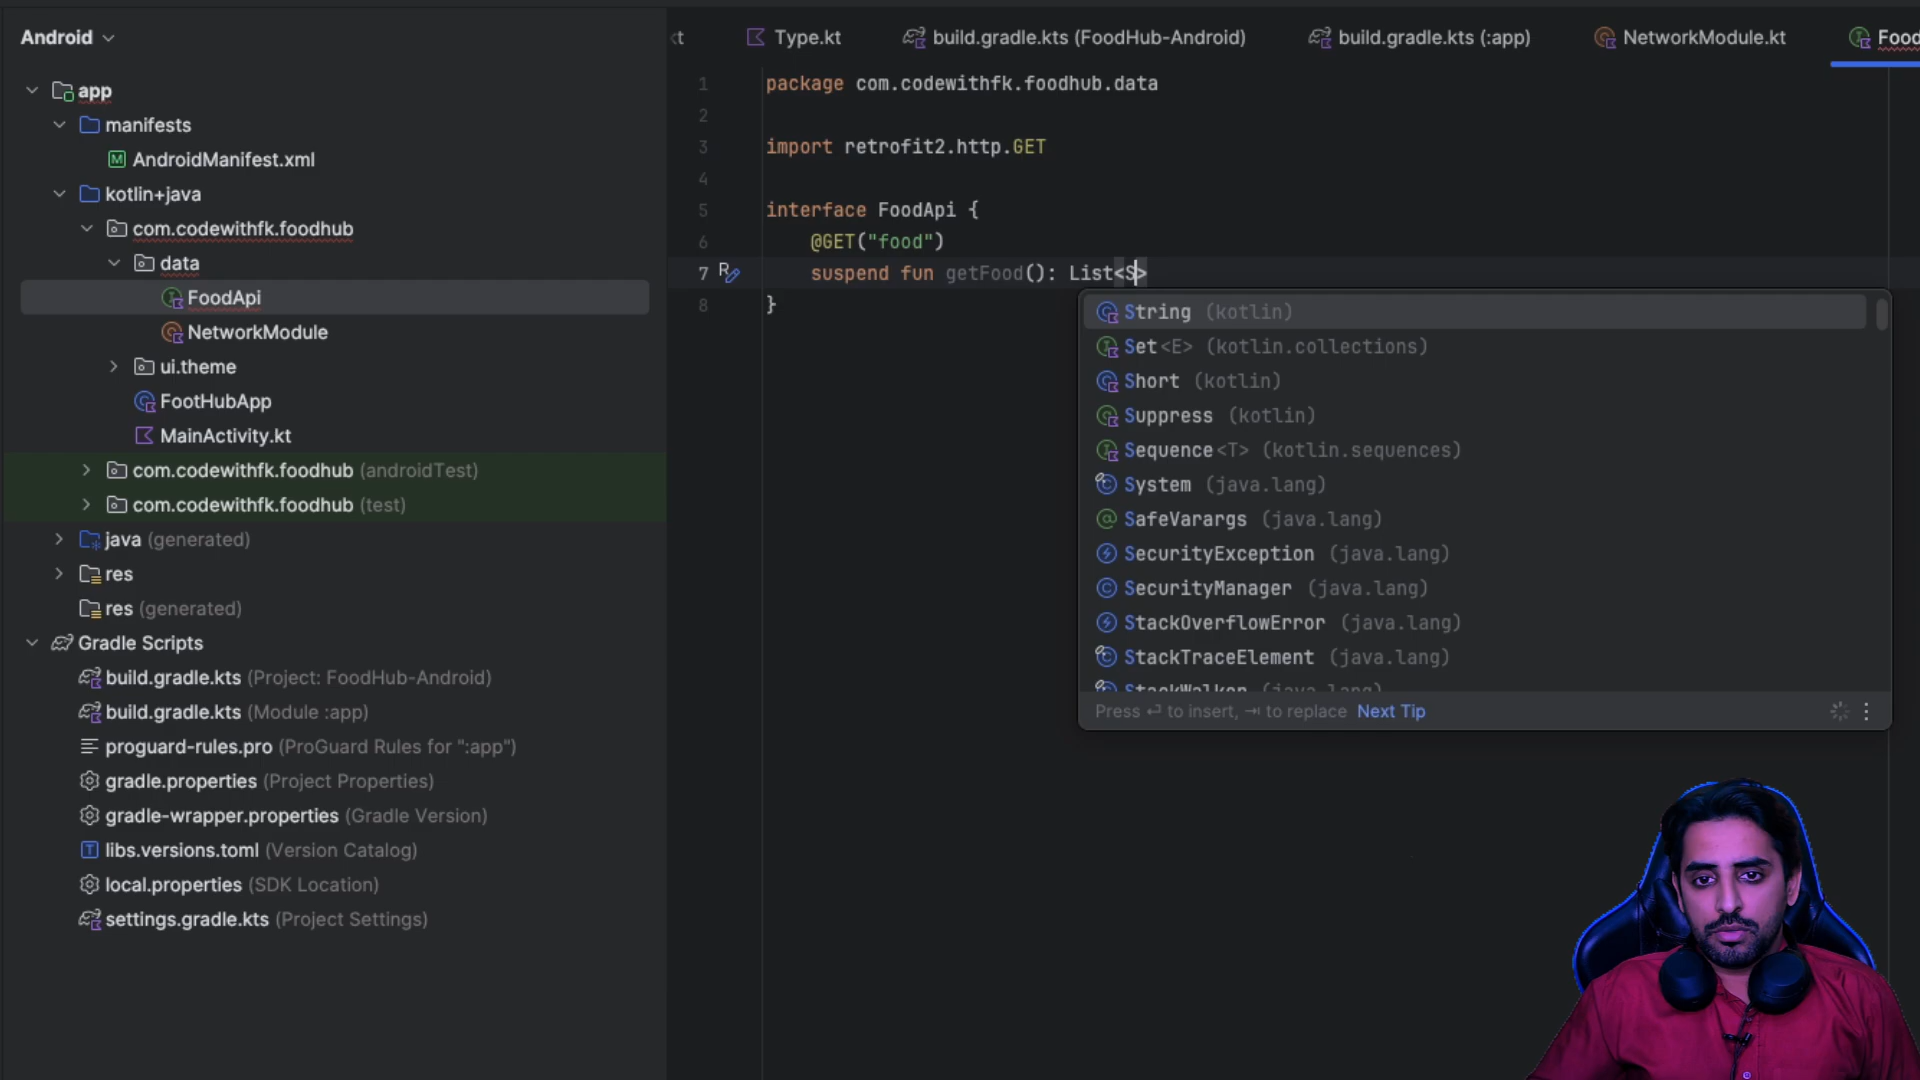 Android
app
manifests
AndroidManifest.xml
kotlin+java
com.codewithfk.foodhub
data
FoodApi
NetworkModule
ui.theme
FootHubApp
MainActivity.kt
com.codewithfk.foodhub (androidTest)
com.codewithfk.foodhub (test)
java (generated)
res
res (generated)
Gradle Scripts
build.gradle.kts (Project: FoodHub-Android)
build.gradle.kts (Module :app)
proguard-rules.pro (ProGuard Rules for ":app")
gradle.properties (Project Properties)
gradle-wrapper.properties (Gradle Version)
libs.versions.toml (Version Catalog)
local.properties (SDK Location)
settings.gradle.kts (Project Settings)
t Type.kt build.gradle.kts (FoodHub-Android) build.gradle.kts (:app) NetworkModule.kt Food
1 package com.codewithfk.foodhub.data
2
3 import retrofit2.http.GET
4
5 interface FoodApi {
6 @GET("food")
7 suspend fun getFood(): List<S>
8 }
String (kotlin)
Set<E> (kotlin.collections)
Short (kotlin)
Suppress (kotlin)
Sequence<T> (kotlin.sequences)
System (java.lang)
SafeVarargs (java.lang)
SecurityException (java.lang)
SecurityManager (java.lang)
StackOverflowError (java.lang)
StackTraceElement (java.lang)
StackWalker (java.lang)
Press ↵ to insert, ⇥ to replace Next Tip